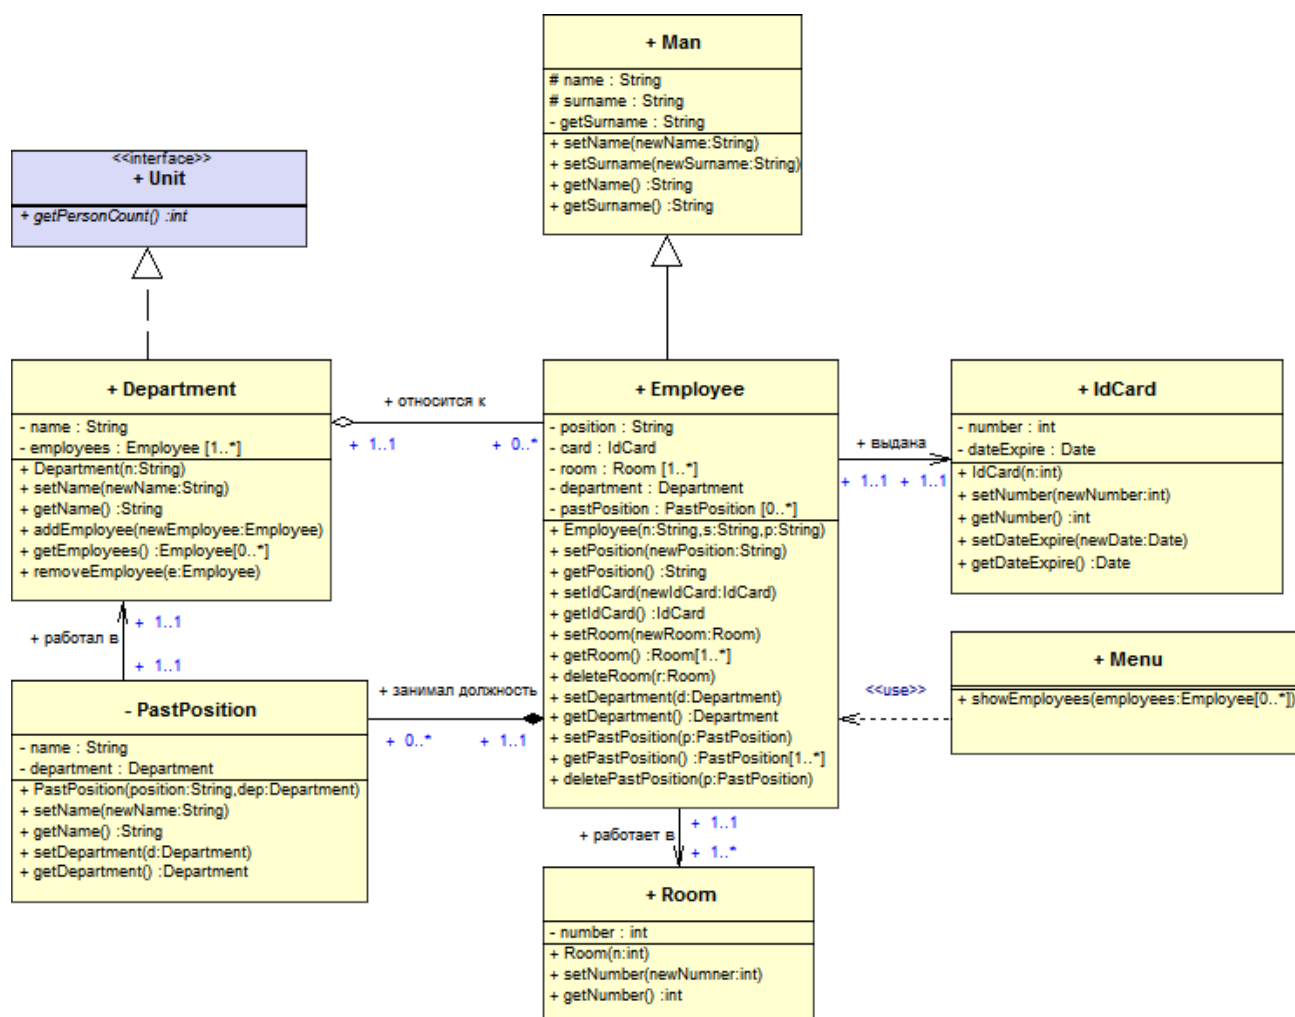 + Man
# name : String
# surname : String
- getSurname : String
+ setName(newName:String)
+ setSurname(newSurname:String)
+ getName() :String
+ getSurname() :String
<<interface>>
+ Unit
+ getPersonCount() :int
+ Department
- name : String
- employees : Employee [1..*]
+ Department(n:String)
+ setName(newName:String)
+ getName() :String
+ addEmployee(newEmployee:Employee)
+ getEmployees() :Employee[0..*]
+ removeEmployee(e:Employee)
+ относится к
+ 1..1
+ 0..*
+ Employee
- position : String
- card : IdCard
- room : Room [1..*]
- department : Department
- pastPosition : PastPosition [0..*]
+ Employee(n:String,s:String,p:String)
+ setPosition(newPosition:String)
+ getPosition() :String
+ setIdCard(newIdCard:IdCard)
+ getIdCard() :IdCard
+ setRoom(newRoom:Room)
+ getRoom() :Room[1..*]
+ deleteRoom(r:Room)
+ setDepartment(d:Department)
+ getDepartment() :Department
+ setPastPosition(p:PastPosition)
+ getPastPosition() :PastPosition[1..*]
+ deletePastPosition(p:PastPosition)
+ выдана
+ 1..1 + 1..1
+ IdCard
- number : int
- dateExpire : Date
+ IdCard(n:int)
+ setNumber(newNumber:int)
+ getNumber() :int
+ setDateExpire(newDate:Date)
+ getDateExpire() :Date
+ 1..1
+ работал в
+ 1..1
+ занимал должность
+ 0..*
+ 1..1
<<use>>
+ Menu
+ showEmployees(employees:Employee[0..*])
- PastPosition
- name : String
- department : Department
+ PastPosition(position:String,dep:Department)
+ setName(newName:String)
+ getName() :String
+ setDepartment(d:Department)
+ getDepartment() :Department
+ 1..1
+ работает в
+ 1..*
+ Room
- number : int
+ Room(n:int)
+ setNumber(newNumner:int)
+ getNumber() :int